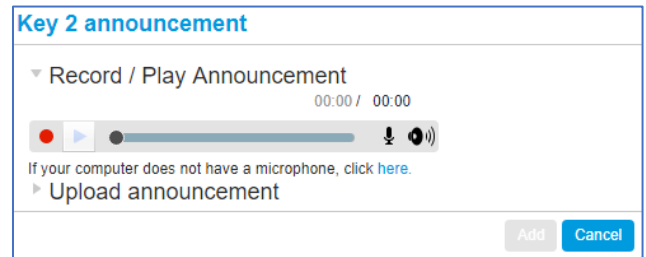 Key 2 announcement
Record / Play Announcement
00:00 / 00:00
If your computer does not have a microphone, click here.
Upload announcement
Add Cancel